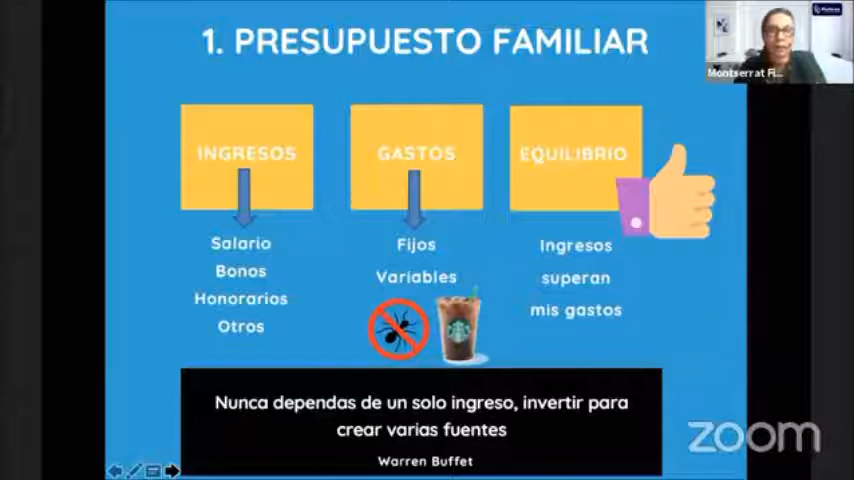 1. PRESUPUESTO FAMILIAR
Montserrat Fi...
INGRESOS
GASTOS
EQUILIBRIO
Salario
Bonos
Honorarios
Otros
Fijos
Variables
Ingresos
superan
mis gastos
Nunca dependas de un solo ingreso, invertir para
crear varias fuentes
Warren Buffet
zoom